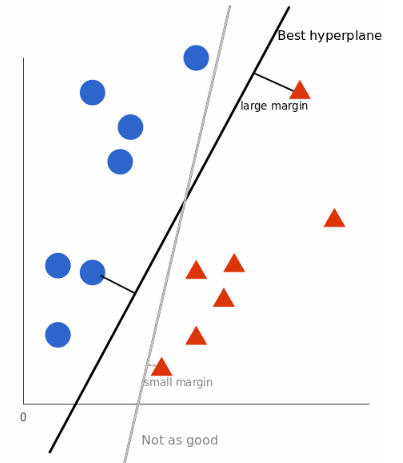 Best hyperplane
large margin
small margin
0
Not as good